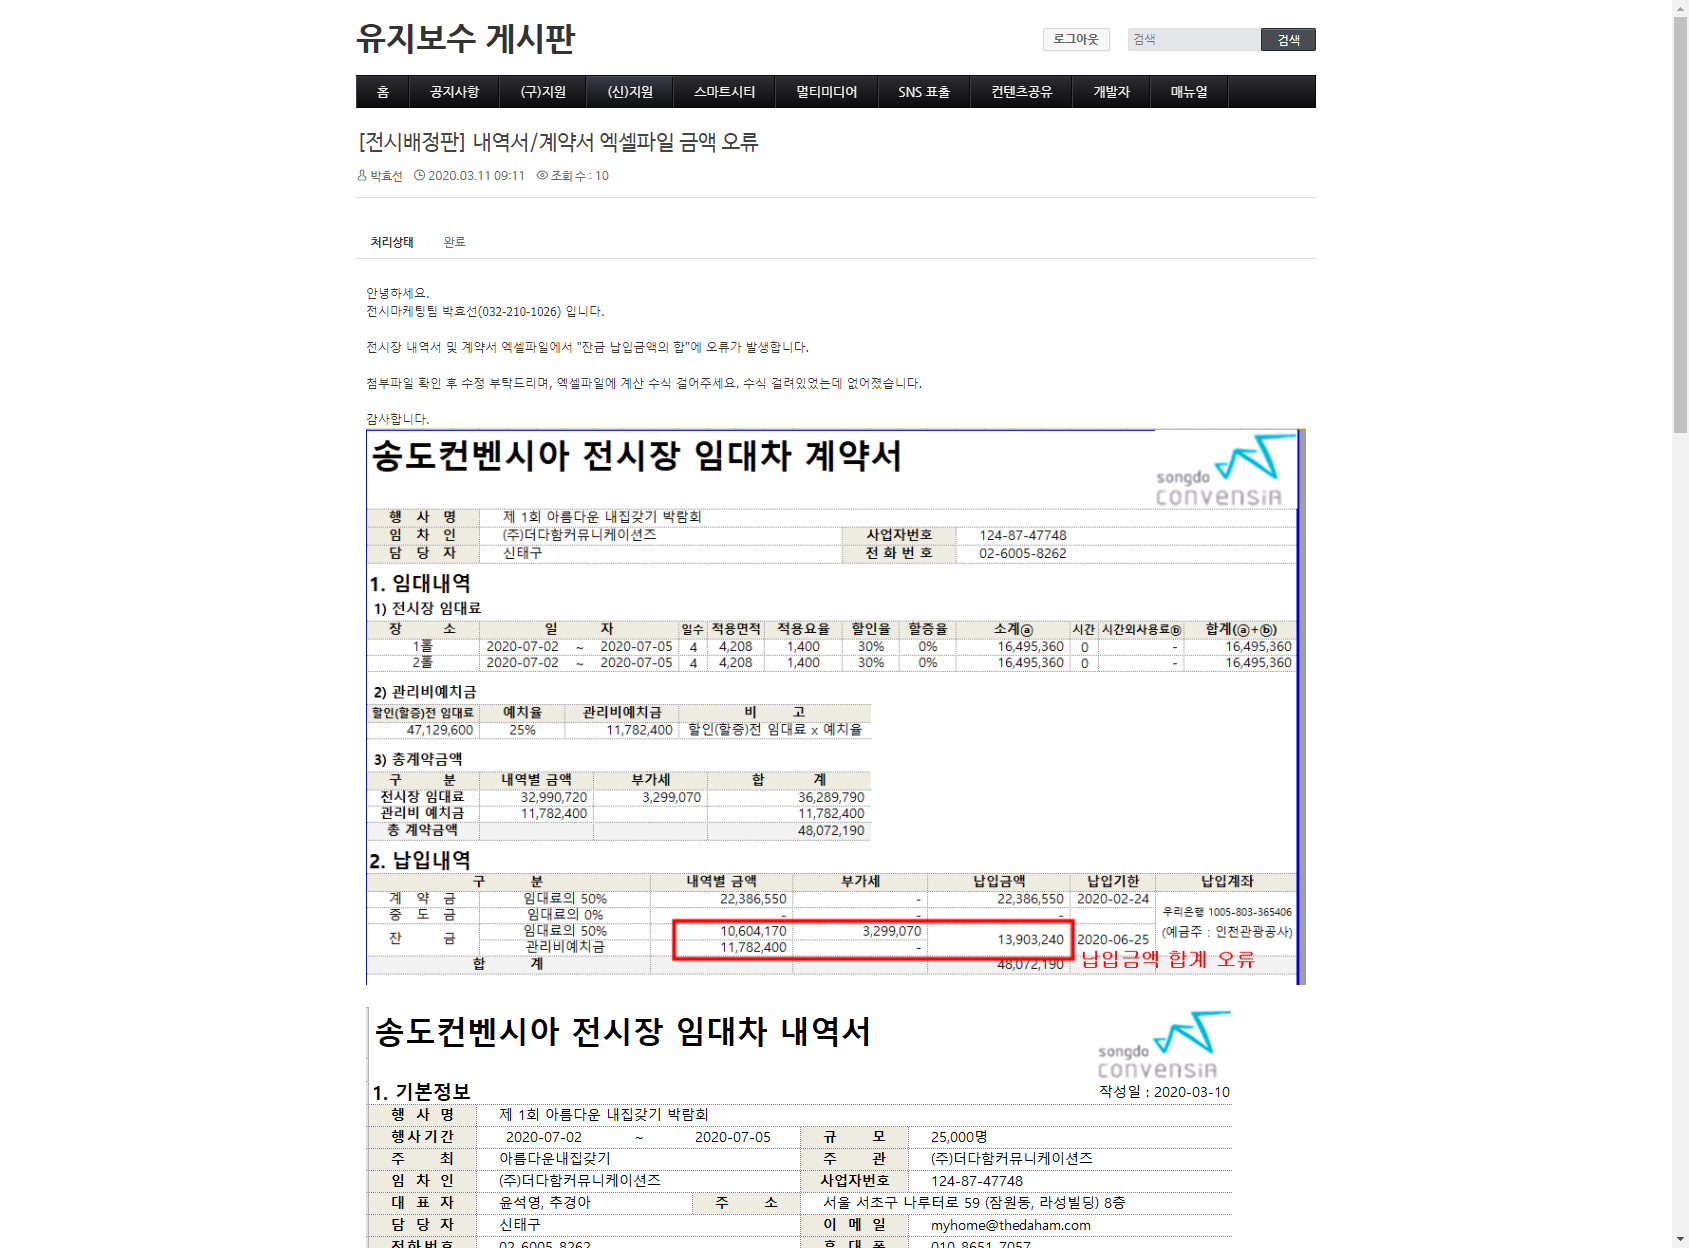 유지보수 게시판
로그아웃 검색 검색
홈 공지사항 (구)지원 (신)지원 스마트시티 멀티미디어 SNS 표출 컨텐츠공유 개발자 매뉴얼
[전시배정판] 내역서/계약서 엑셀파일 금액 오류
박효선 2020.03.11 09:11 조회 수 : 10
처리상태 완료
안녕하세요.
전시마케팅팀 박효선(032-210-1026) 입니다.
전시장 내역서 및 계약서 엑셀파일에서 "잔금 납입금액의 합"에 오류가 발생합니다.
첨부파일 확인 후 수정 부탁드리며, 엑셀파일에 계산 수식 걸어주세요. 수식 걸려있었는데 없어졌습니다.
감사합니다.
송도컨벤시아 전시장 임대차 계약서
songdo
convensia
행 사 명 제 1회 아름다운 내집갖기 박람회
임 차 인 (주)더다함커뮤니케이션즈 사업자번호 124-87-47748
담 당 자 신태구 전 화 번 호 02-6005-8262
1. 임대내역
1) 전시장 임대료
장 소 일 자 일수 적용면적 적용요율 할인율 할증율 소계ⓐ 시간 시간외사용료ⓑ 합계(ⓐ+ⓑ)
1홀 2020-07-02 ~ 2020-07-05 4 4,208 1,400 30% 0% 16,495,360 0 - 16,495,360
2홀 2020-07-02 ~ 2020-07-05 4 4,208 1,400 30% 0% 16,495,360 0 - 16,495,360
2) 관리비예치금
할인(할증)전 임대료 예치율 관리비예치금 비 고
47,129,600 25% 11,782,400 할인(할증)전 임대료 x 예치율
3) 총계약금액
구 분 내역별 금액 부가세 합 계
전시장 임대료 32,990,720 3,299,070 36,289,790
관리비 예치금 11,782,400 11,782,400
총 계약금액 48,072,190
2. 납입내역
구 분 내역별 금액 부가세 납입금액 납입기한 납입계좌
계 약 금 임대료의 50% 22,386,550 - 22,386,550 2020-02-24
중 도 금 임대료의 0% - - - 우리은행 1005-803-365406
잔 금 임대료의 50% 10,604,170 3,299,070 13,903,240 2020-06-25 (예금주 : 인천관광공사)
관리비예치금 11,782,400 -
합 계 48,072,190
납입금액 합계 오류
송도컨벤시아 전시장 임대차 내역서
songdo
convensia
1. 기본정보 작성일 : 2020-03-10
행 사 명 제 1회 아름다운 내집갖기 박람회
행사기간 2020-07-02 ~ 2020-07-05 규 모 25,000명
주 최 아름다운내집갖기 주 관 (주)더다함커뮤니케이션즈
임 차 인 (주)더다함커뮤니케이션즈 사업자번호 124-87-47748
대 표 자 윤석영, 추경아 주 소 서울 서초구 나루터로 59 (잠원동, 라성빌딩) 8층
담 당 자 신태구 이 메 일 myhome@thedaham.com
전화번호 02-6005-8262 휴 대 폰 010-8651-7057